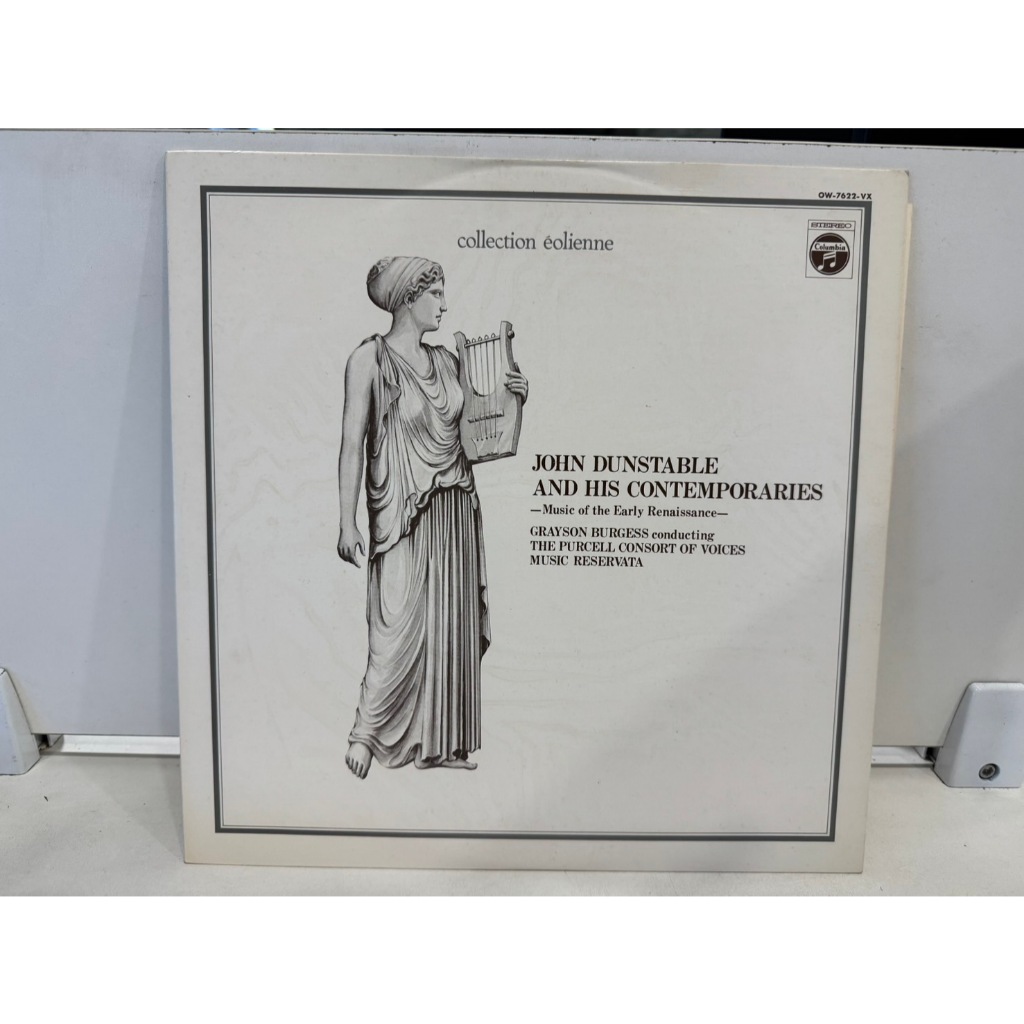 OW-7622-VX
STEREO
Columbia
collection éolienne
JOHN DUNSTABLE
AND HIS CONTEMPORARIES
—Music of the Early Renaissance—
GRAYSON BURGESS conducting
THE PURCELL CONSORT OF VOICES
MUSIC RESERVATA